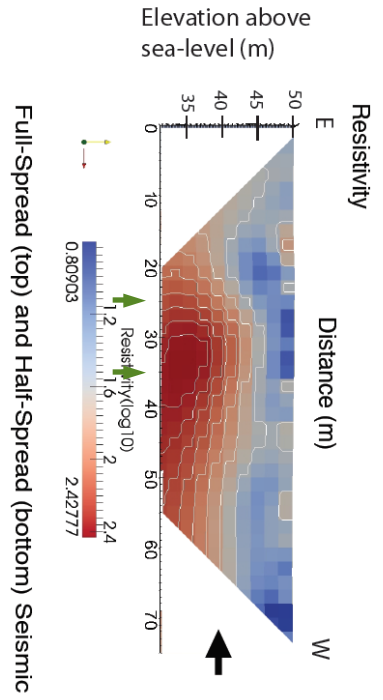 Elevation above
sea-level (m)
Resistivity
E
Distance (m)
W
50
45
40
35
0
10
20
30
40
50
60
70
Resistivity(log10)
0.80903
1.2
1.6
2
2.4
2.42777
Full-Spread (top) and Half-Spread (bottom) Seismic